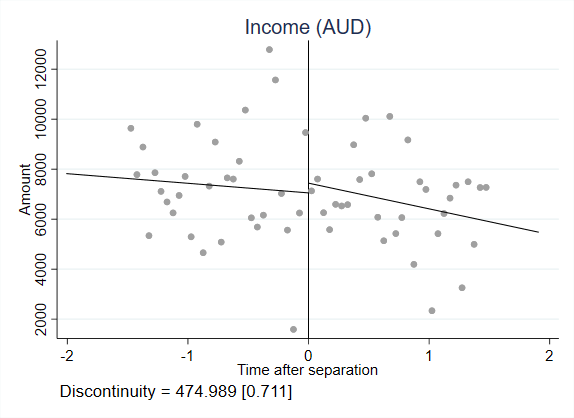 Income (AUD)
12000
10000
8000
6000
4000
2000
Amount
-2 -1 0 1 2
Time after separation
Discontinuity = 474.989 [0.711]